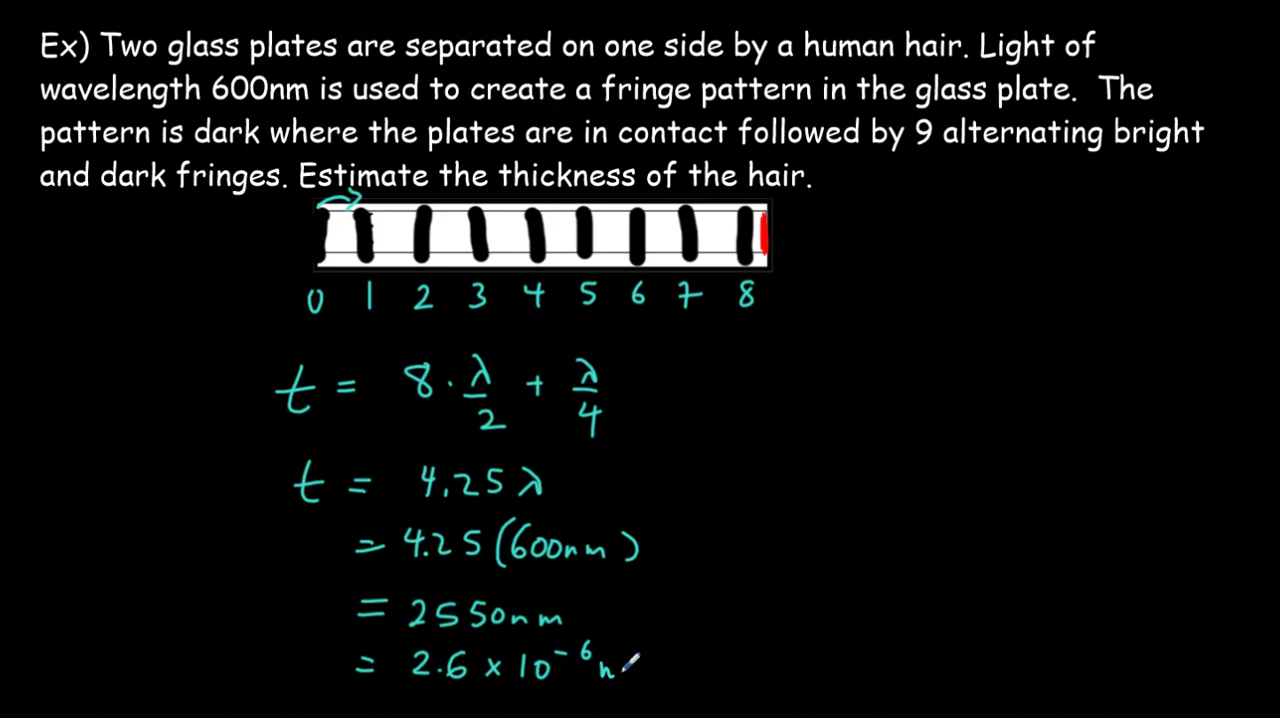 Ex) Two glass plates are separated on one side by a human hair. Light of
wavelength 600nm is used to create a fringe pattern in the glass plate. The
pattern is dark where the plates are in contact followed by 9 alternating bright
and dark fringes. Estimate the thickness of the hair.
0 1 2 3 4 5 6 7 8
t = 8 · λ/2 + λ/4
t = 4.25 λ
= 4.25 (600nm)
= 2550nm
= 2.6 x 10⁻⁶